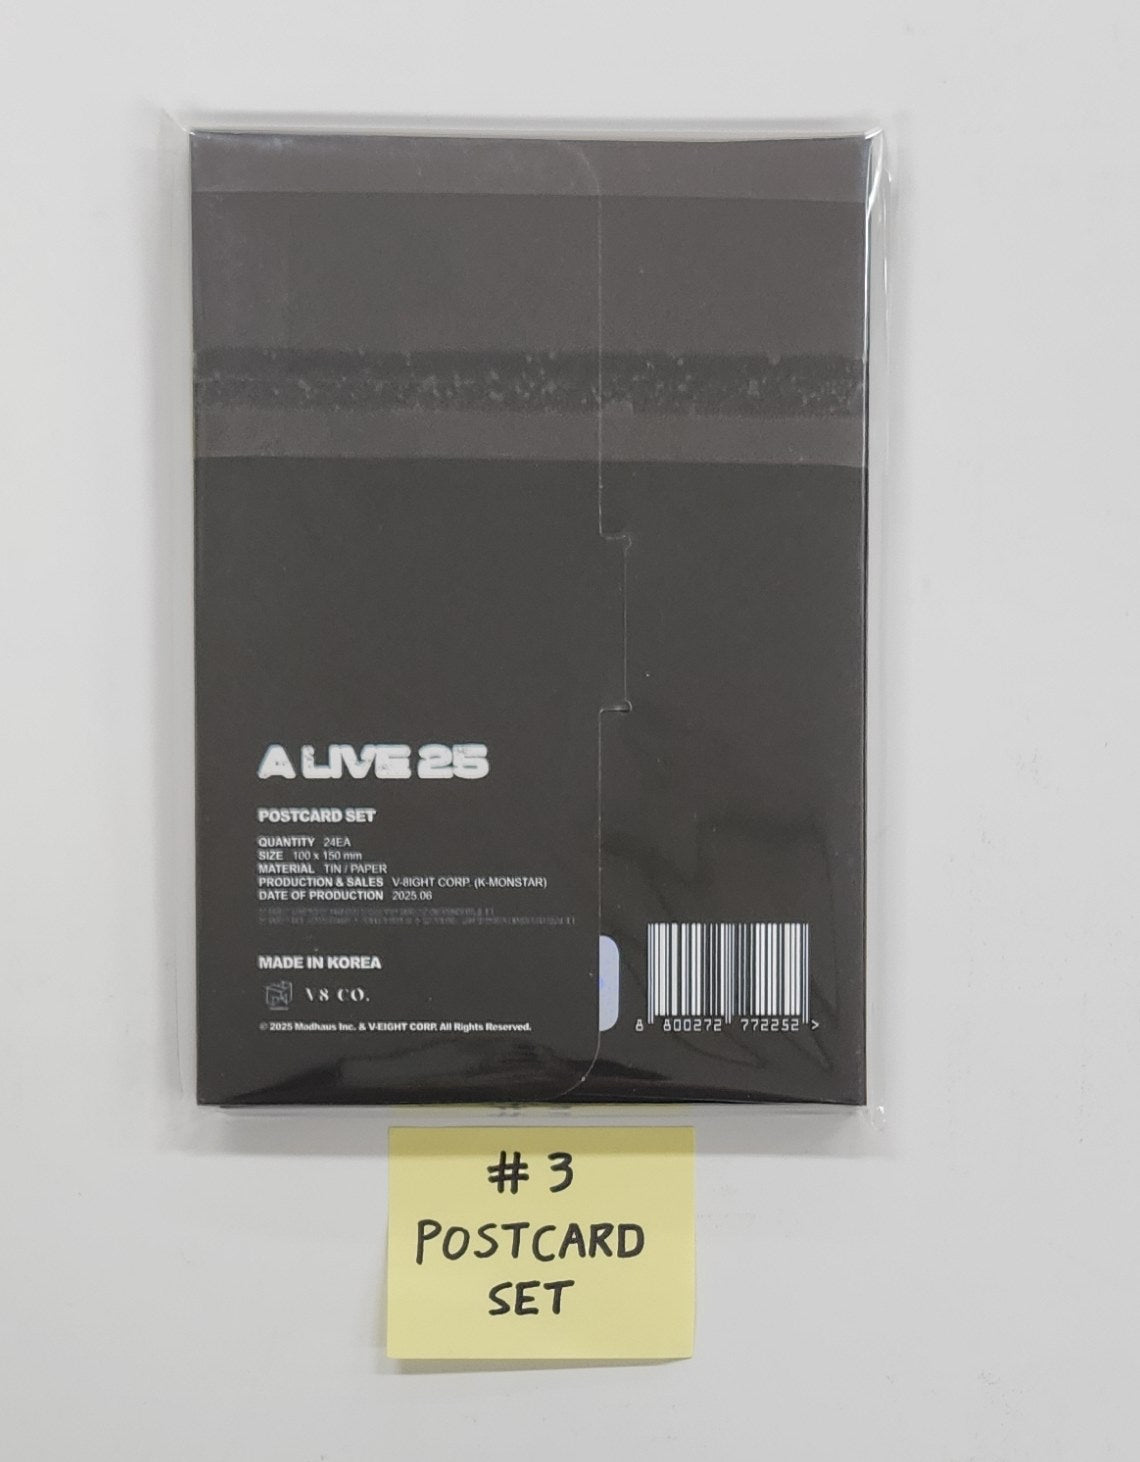 A LIVE 25
POSTCARD SET
QUANTITY 24EA
SIZE 100 x 150 mm
MATERIAL TIN / PAPER
PRODUCTION & SALES V-8IGHT CORP. (K-MONSTAR)
DATE OF PRODUCTION 2025.06
MADE IN KOREA
V8 CO.
© 2025 Modhaus Inc. & V-EIGHT CORP. All Rights Reserved.
8 800272 772252 >
# 3
POSTCARD
SET